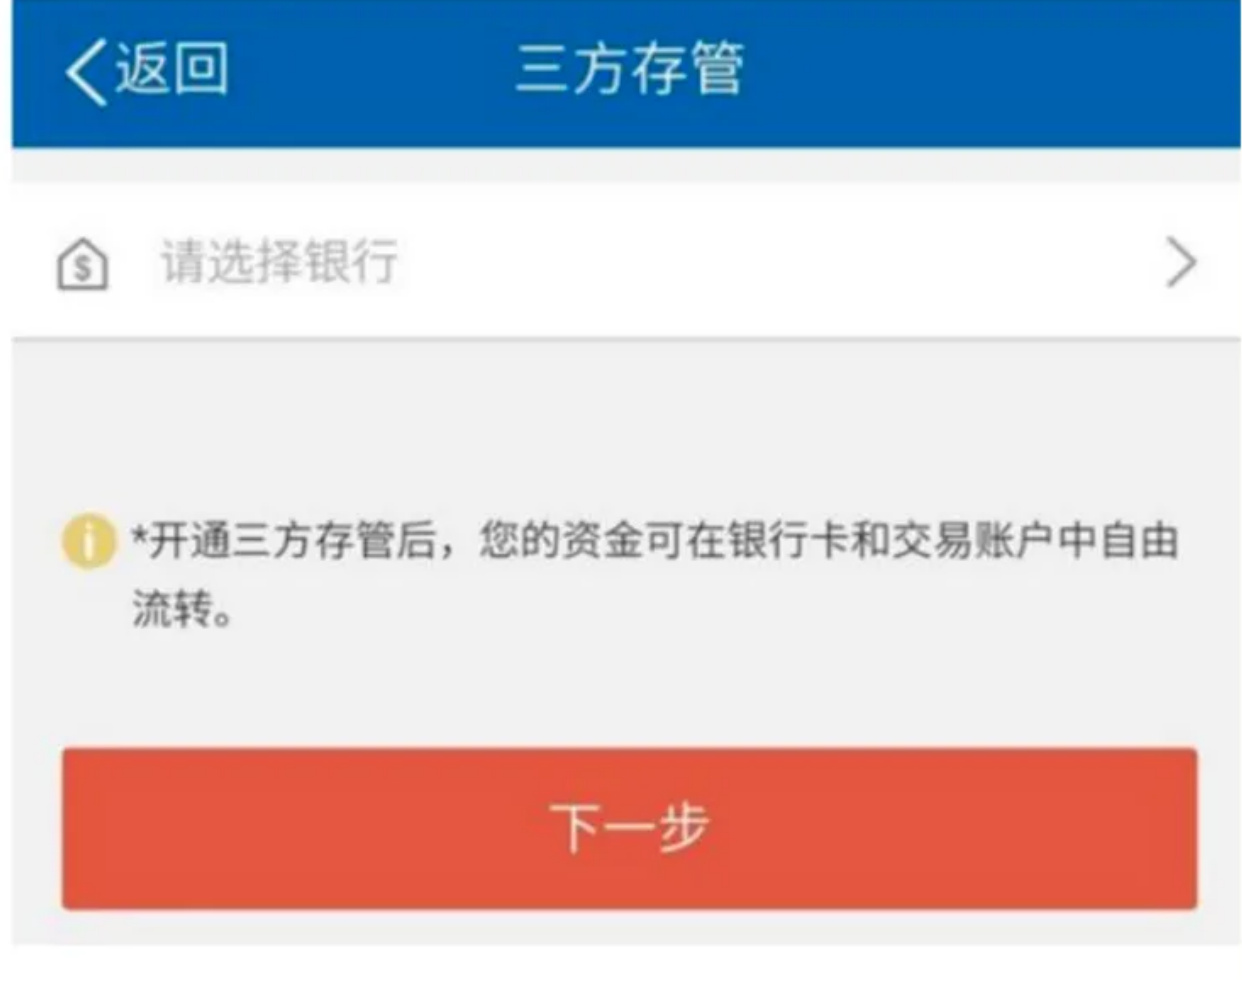 返回
三方存管
请选择银行
*开通三方存管后，您的资金可在银行卡和交易账户中自由
流转。
下一步